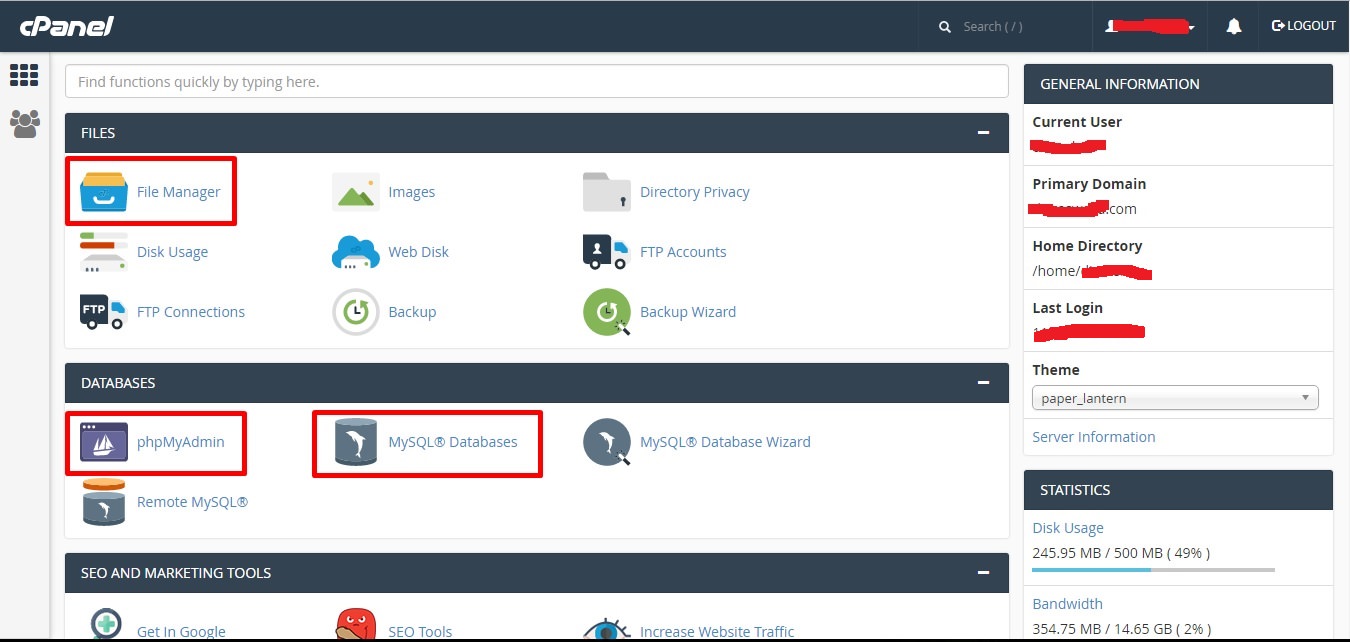 cPanel
Search ( / )
LOGOUT
Find functions quickly by typing here.
FILES
File Manager
Images
Directory Privacy
Disk Usage
Web Disk
FTP Accounts
FTP
FTP Connections
Backup
Backup Wizard
DATABASES
phpMyAdmin
MySQL® Databases
MySQL® Database Wizard
Remote MySQL®
SEO AND MARKETING TOOLS
Get In Google
SEO Tools
Increase Website Traffic
GENERAL INFORMATION
Current User
Primary Domain
.com
Home Directory
/home/
Last Login
Theme
paper_lantern
Server Information
STATISTICS
Disk Usage
245.95 MB / 500 MB ( 49% )
Bandwidth
354.75 MB / 14.65 GB ( 2% )